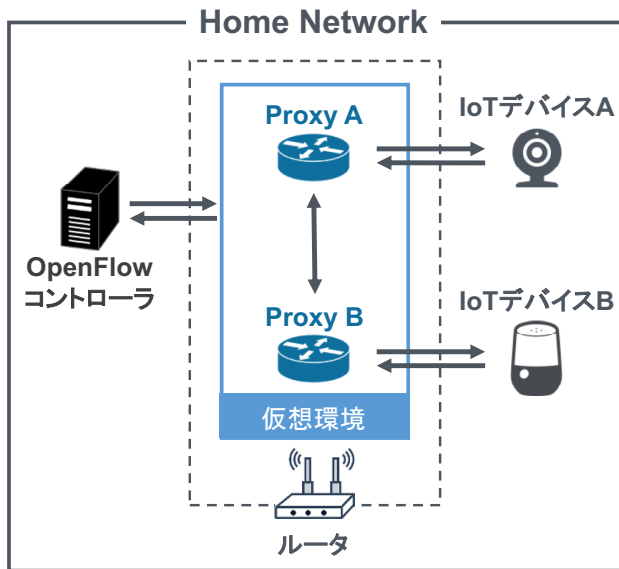 Home Network
Proxy A
IoTデバイスA
OpenFlow
コントローラ
Proxy B
IoTデバイスB
仮想環境
ルータ